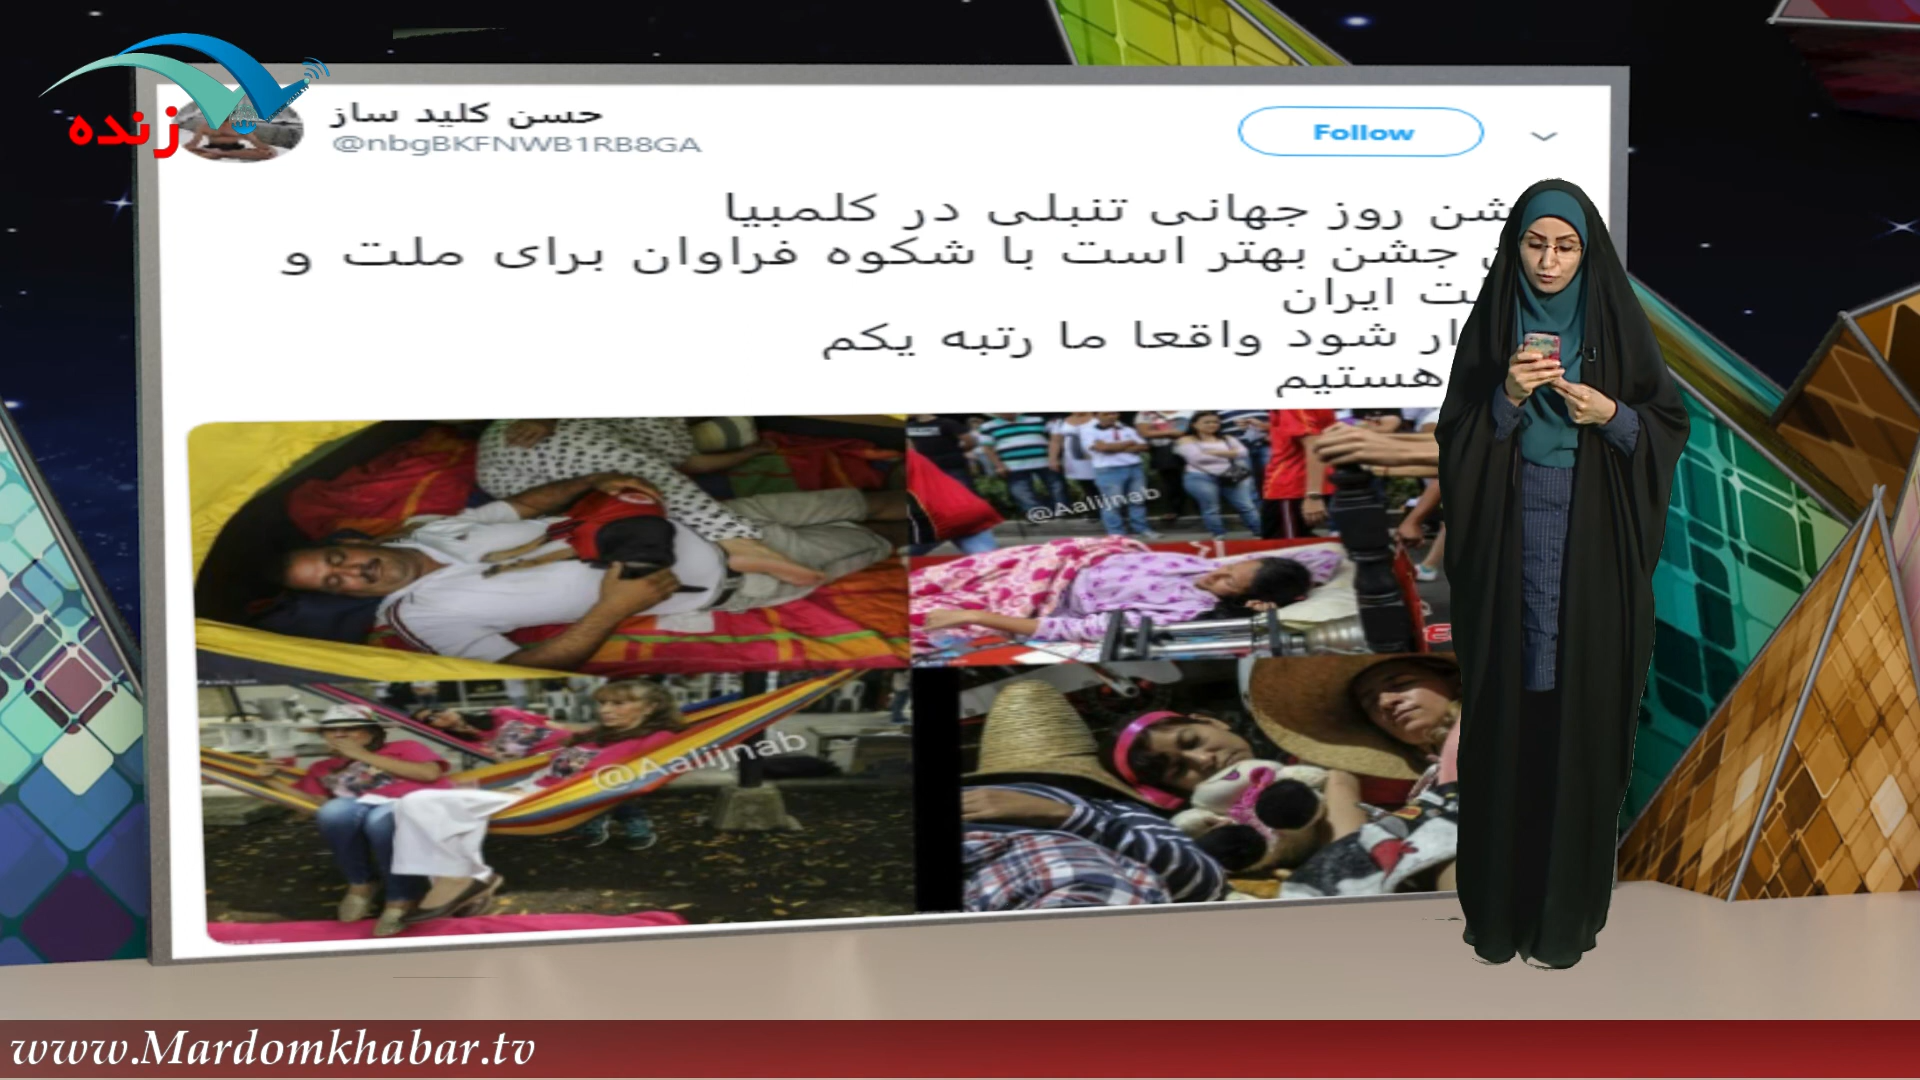 زنده
حسن کلید ساز
@nbgBKFNWB1RB8GA
Follow
روز جهانی تنبلی در کلمبیا
جشن بهتر است با شکوه فراوان برای ملت و
ایران
شود واقعا ما رتبه یکم
هستیم
@Aalijnab
@Aalijnab
www.Mardomkhabar.tv